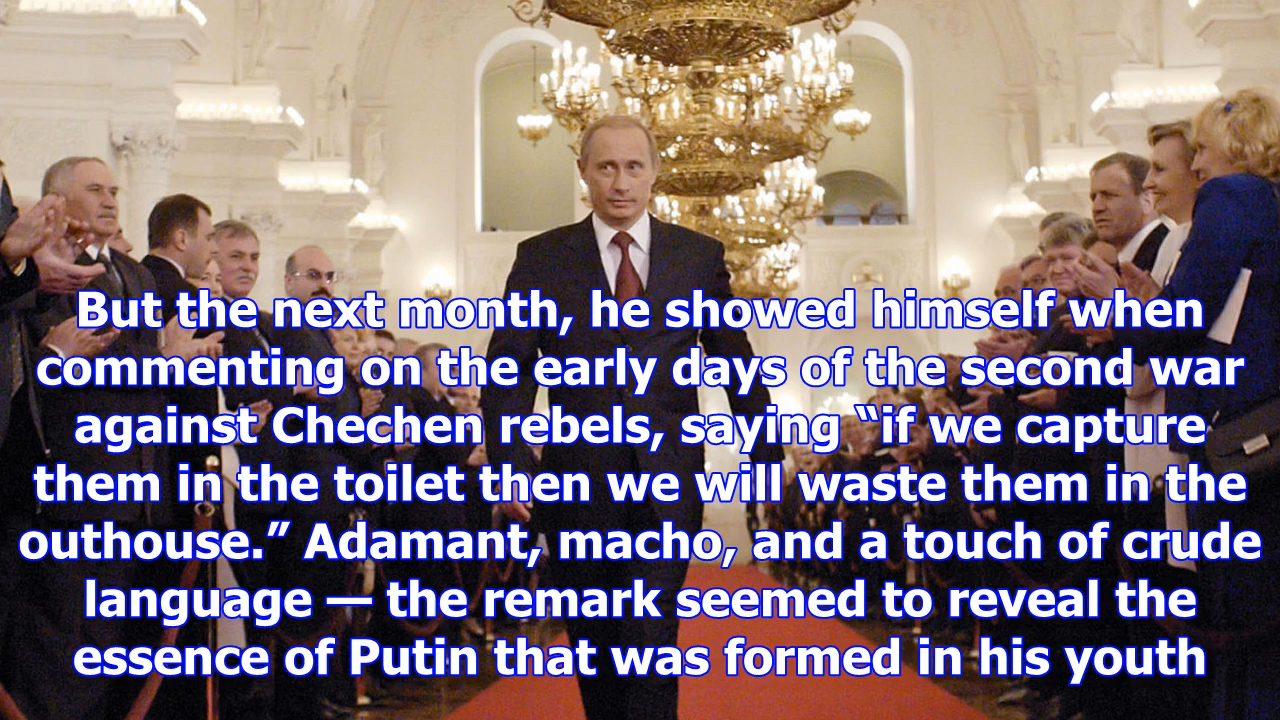 But the next month, he showed himself when
commenting on the early days of the second war
against Chechen rebels, saying “if we capture
them in the toilet then we will waste them in the
outhouse.” Adamant, macho, and a touch of crude
language — the remark seemed to reveal the
essence of Putin that was formed in his youth